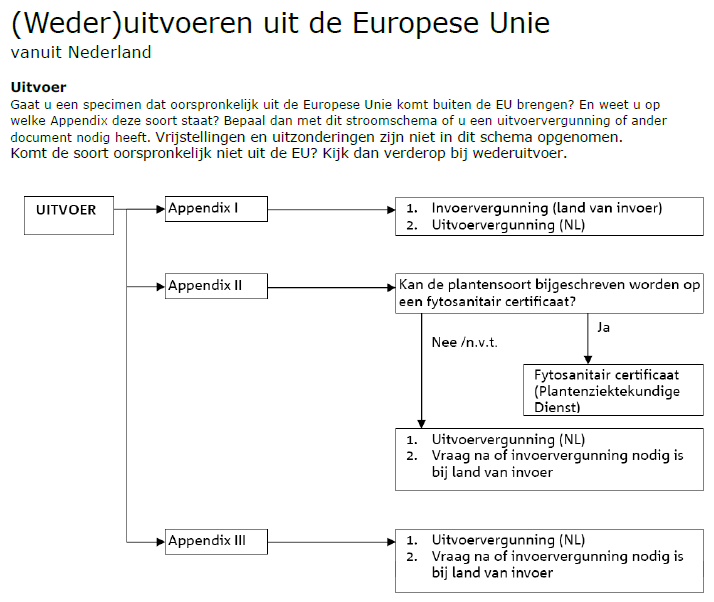 (Weder)uitvoeren uit de Europese Unie
vanuit Nederland
Uitvoer
Gaat u een specimen dat oorspronkelijk uit de Europese Unie komt buiten de EU brengen? En weet u op
welke Appendix deze soort staat? Bepaal dan met dit stroomschema of u een uitvoervergunning of ander
document nodig heeft. Vrijstellingen en uitzonderingen zijn niet in dit schema opgenomen.
Komt de soort oorspronkelijk niet uit de EU? Kijk dan verderop bij wederuitvoer.
UITVOER
Appendix I
1. Invoervergunning (land van invoer)
2. Uitvoervergunning (NL)
Appendix II
Kan de plantensoort bijgeschreven worden op
een fytosanitair certificaat?
Ja
Nee /n.v.t.
Fytosanitair certificaat
(Plantenziektekundige
Dienst)
1. Uitvoervergunning (NL)
2. Vraag na of invoervergunning nodig is
bij land van invoer
Appendix III
1. Uitvoervergunning (NL)
2. Vraag na of invoervergunning nodig is
bij land van invoer